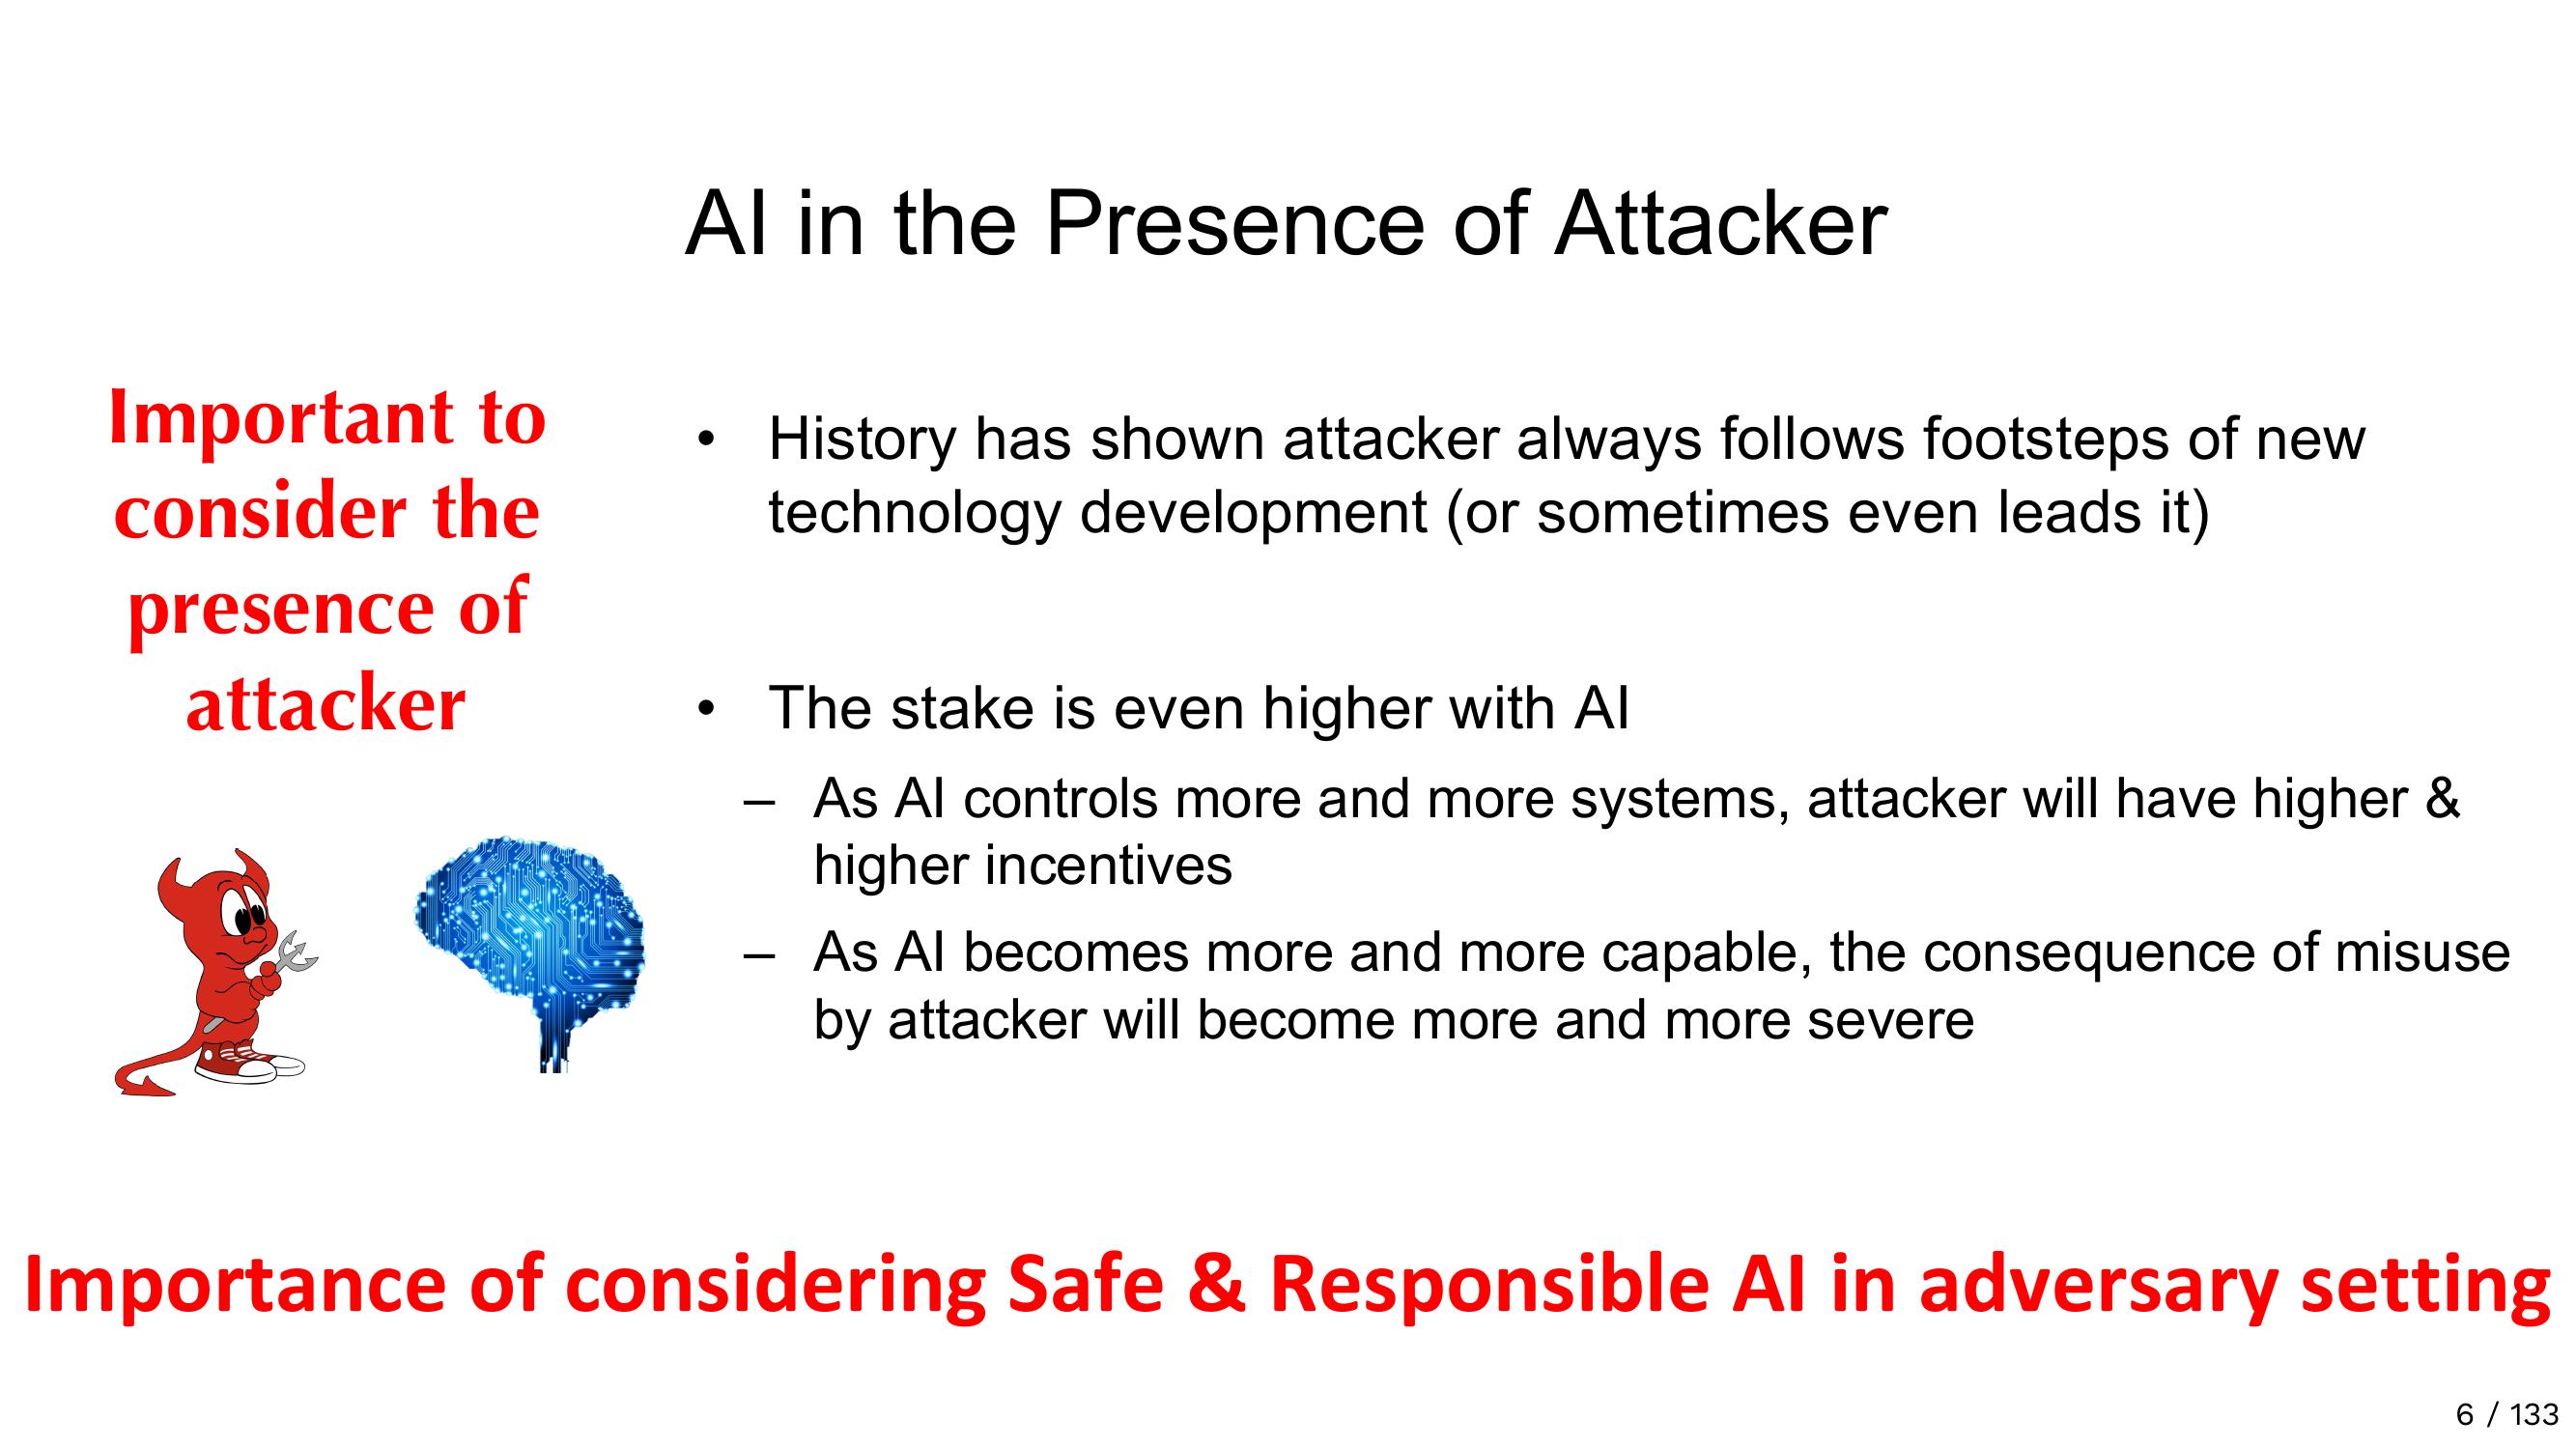 AI in the Presence of Attacker
Important to
consider the
presence of
attacker
• History has shown attacker always follows footsteps of new
technology development (or sometimes even leads it)
• The stake is even higher with AI
– As AI controls more and more systems, attacker will have higher &
higher incentives
– As AI becomes more and more capable, the consequence of misuse
by attacker will become more and more severe
Importance of considering Safe & Responsible AI in adversary setting
6 / 133